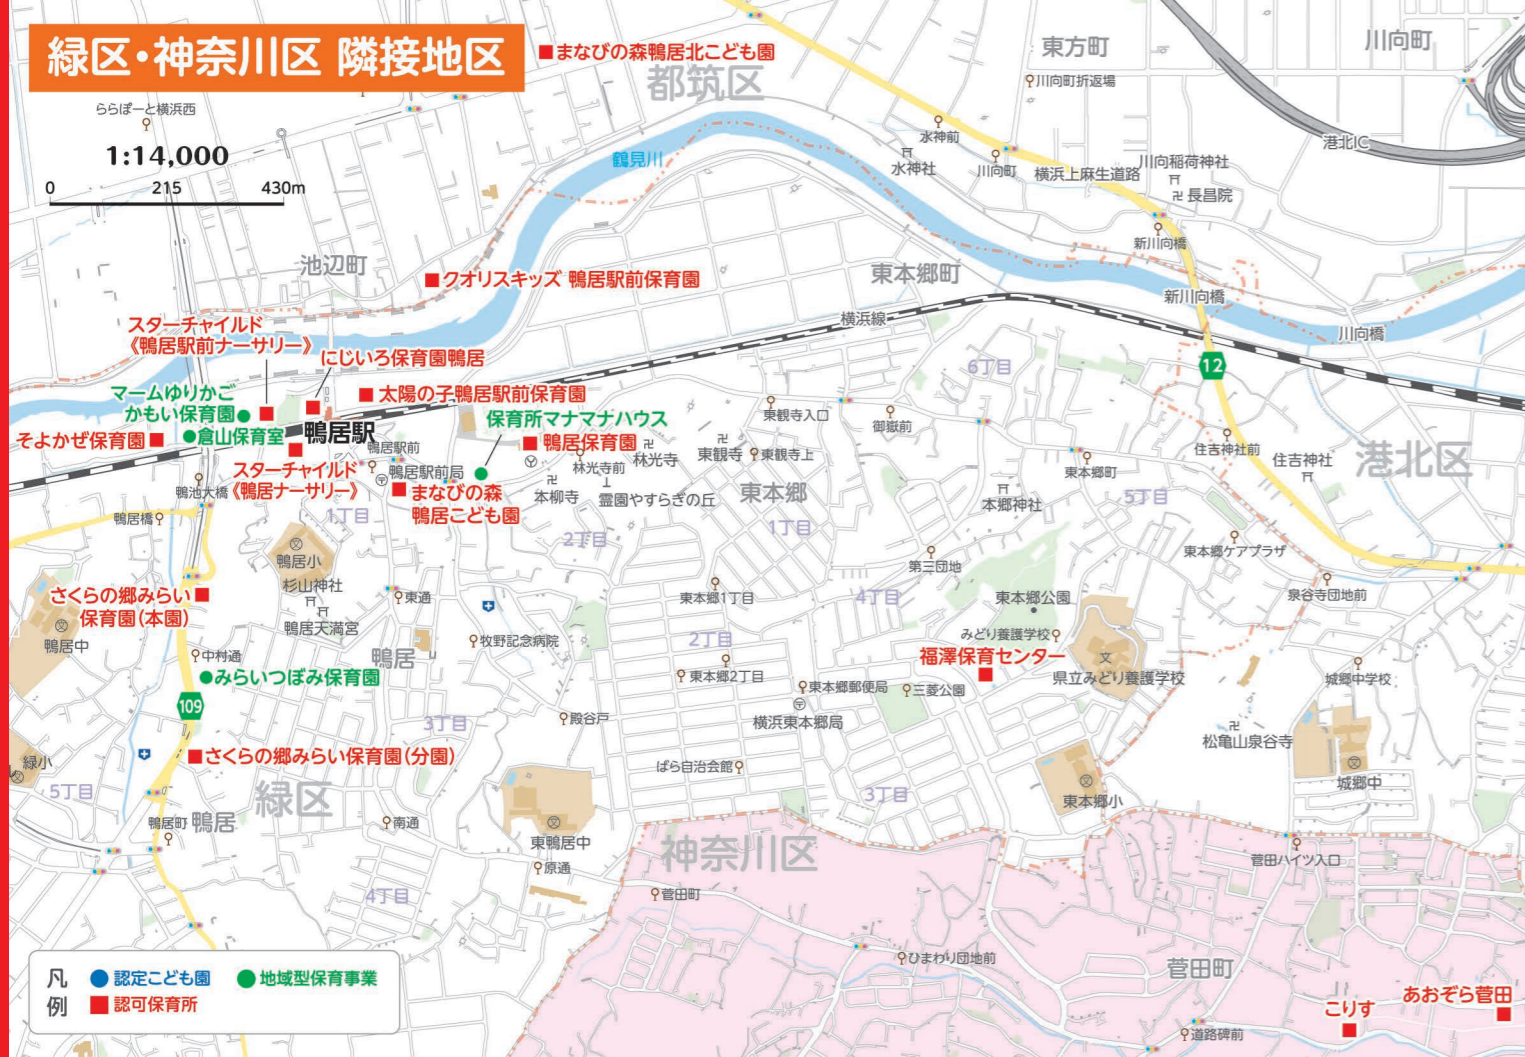 緑区・神奈川区 隣接地区
まなびの森鴨居北こども園
都筑区
東方町
川向町
川向町折返場
ららぽーと横浜西
1:14,000
0 215 430m
鶴見川
水神前
水神社
川向町
横浜上麻生道路
川向稲荷神社
長昌院
港北IC
新川向橋
池辺町
クオリスキッズ 鴨居駅前保育園
東本郷町
新川向橋
川向橋
横浜線
スターチャイルド
《鴨居駅前ナーサリー》
にじいろ保育園鴨居
太陽の子鴨居駅前保育園
6丁目
12
マームゆりかご
かもい保育園
倉山保育室
そよかぜ保育園
鴨居駅
保育所マナマナハウス
鴨居保育園
東観寺入口
御嶽前
鴨居駅前
鴨居駅前局
スターチャイルド
《鴨居ナーサリー》
まなびの森
鴨居こども園
林光寺前
林光寺
東観寺
東観寺上
本柳寺
霊園やすらぎの丘
東本郷
東本郷町
住吉神社前
住吉神社
港北区
本郷神社
5丁目
鴨池大橋
鴨居橋
1丁目
2丁目
1丁目
鴨居小
杉山神社
鴨居天満宮
東通
第三団地
東本郷ケアプラザ
泉谷寺団地前
さくらの郷みらい
保育園(本園)
鴨居中
東本郷1丁目
4丁目
東本郷公園
みどり養護学校
中村通
鴨居
牧野記念病院
2丁目
福澤保育センター
県立みどり養護学校
みらいつぼみ保育園
東本郷2丁目
東本郷郵便局
三菱公園
城郷中学校
109
3丁目
殿谷戸
横浜東本郷局
松亀山泉谷寺
さくらの郷みらい保育園(分園)
緑小
5丁目
緑区
ばら自治会館
3丁目
東本郷小
城郷中
鴨居町
鴨居
南通
東鴨居中
原通
神奈川区
菅田ハイツ入口
4丁目
菅田町
ひまわり団地前
菅田町
凡例
認定こども園
地域型保育事業
認可保育所
こりす
あおぞら菅田
道路碑前